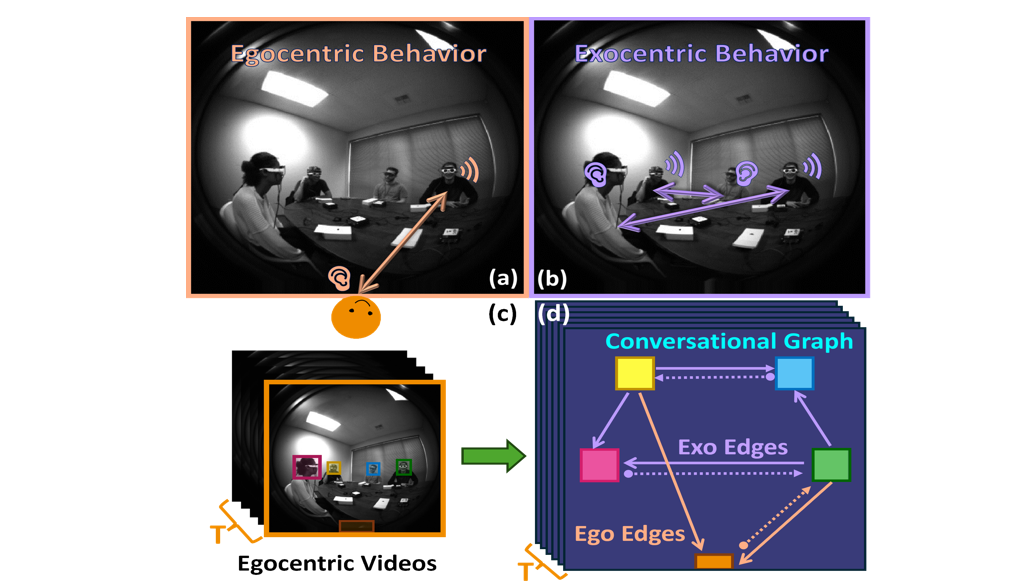 Egocentric Behavior
Exocentric Behavior
(a)
(b)
(c)
(d)
Conversational Graph
Exo Edges
Ego Edges
T
Egocentric Videos
T